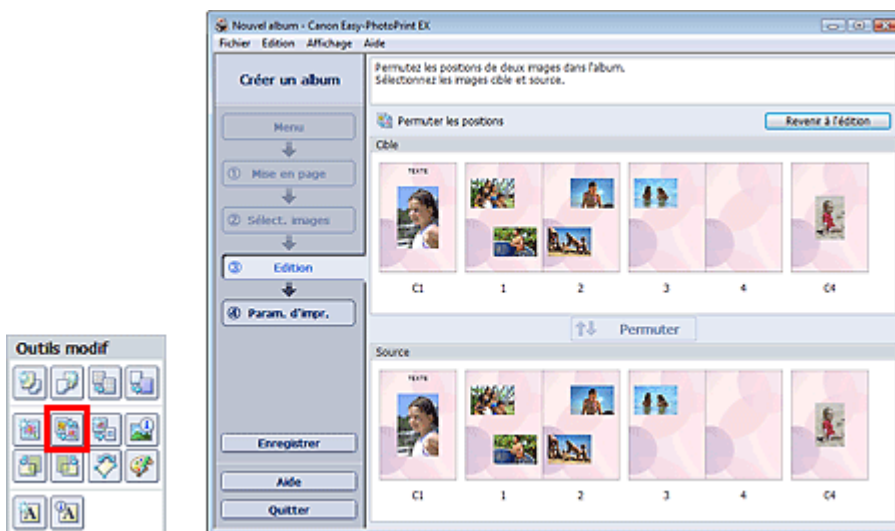 Nouvel album - Canon Easy-PhotoPrint EX
Fichier Edition Affichage Aide
Créer un album
Permutez les positions de deux images dans l'album.
Sélectionnez les images cible et source.
Menu
Permuter les positions
Revenir à l'édition
Cible
① Mise en page
② Sélect. images
③ Edition
④ Param. d'impr.
TEXTE
C1 1 2 3 4 C4
Permuter
Source
TEXTE
C1 1 2 3 4 C4
Enregistrer
Aide
Quitter
Outils modif